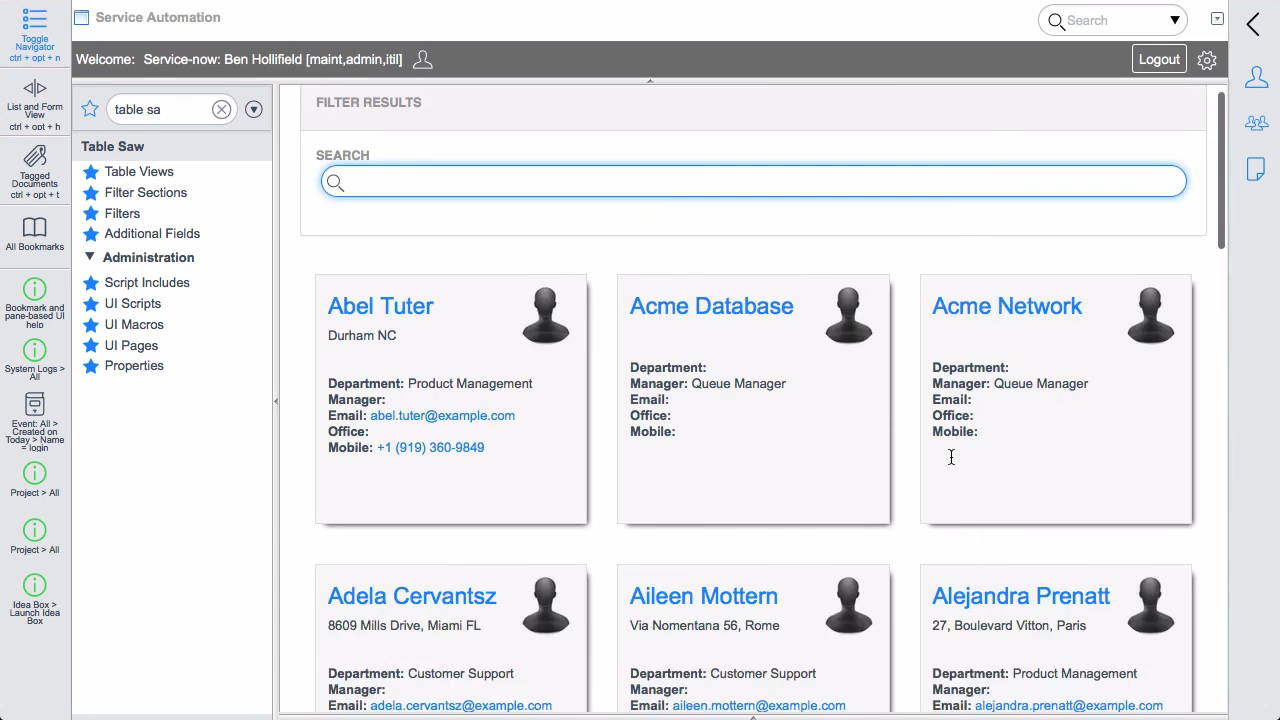 Service Automation
Search
Welcome: Service-now: Ben Hollifield [maint,admin,itil]
Logout
Toggle
Navigator
ctrl + opt + n
List and Form
View
ctrl + opt + h
Tagged
Documents
ctrl + opt + t
All Bookmarks
Bookmark and
pane-based UI
help
System Logs >
All
Event: All >
Created on
Today > Name
= login
Project > All
Project > All
Idea Box >
Launch Idea
Box
table sa
Table Saw
Table Views
Filter Sections
Filters
Additional Fields
Administration
Script Includes
UI Scripts
UI Macros
UI Pages
Properties
FILTER RESULTS
SEARCH
Abel Tuter
Durham NC
Department: Product Management
Manager:
Email: abel.tuter@example.com
Office:
Mobile: +1 (919) 360-9849
Acme Database
Department:
Manager: Queue Manager
Email:
Office:
Mobile:
Acme Network
Department:
Manager: Queue Manager
Email:
Office:
Mobile:
Adela Cervantsz
8609 Mills Drive, Miami FL
Department: Customer Support
Manager:
Email: adela.cervantsz@example.com
Aileen Mottern
Via Nomentana 56, Rome
Department: Customer Support
Manager:
Email: aileen.mottern@example.com
Alejandra Prenatt
27, Boulevard Vitton, Paris
Department: Product Management
Manager:
Email: alejandra.prenatt@example.com